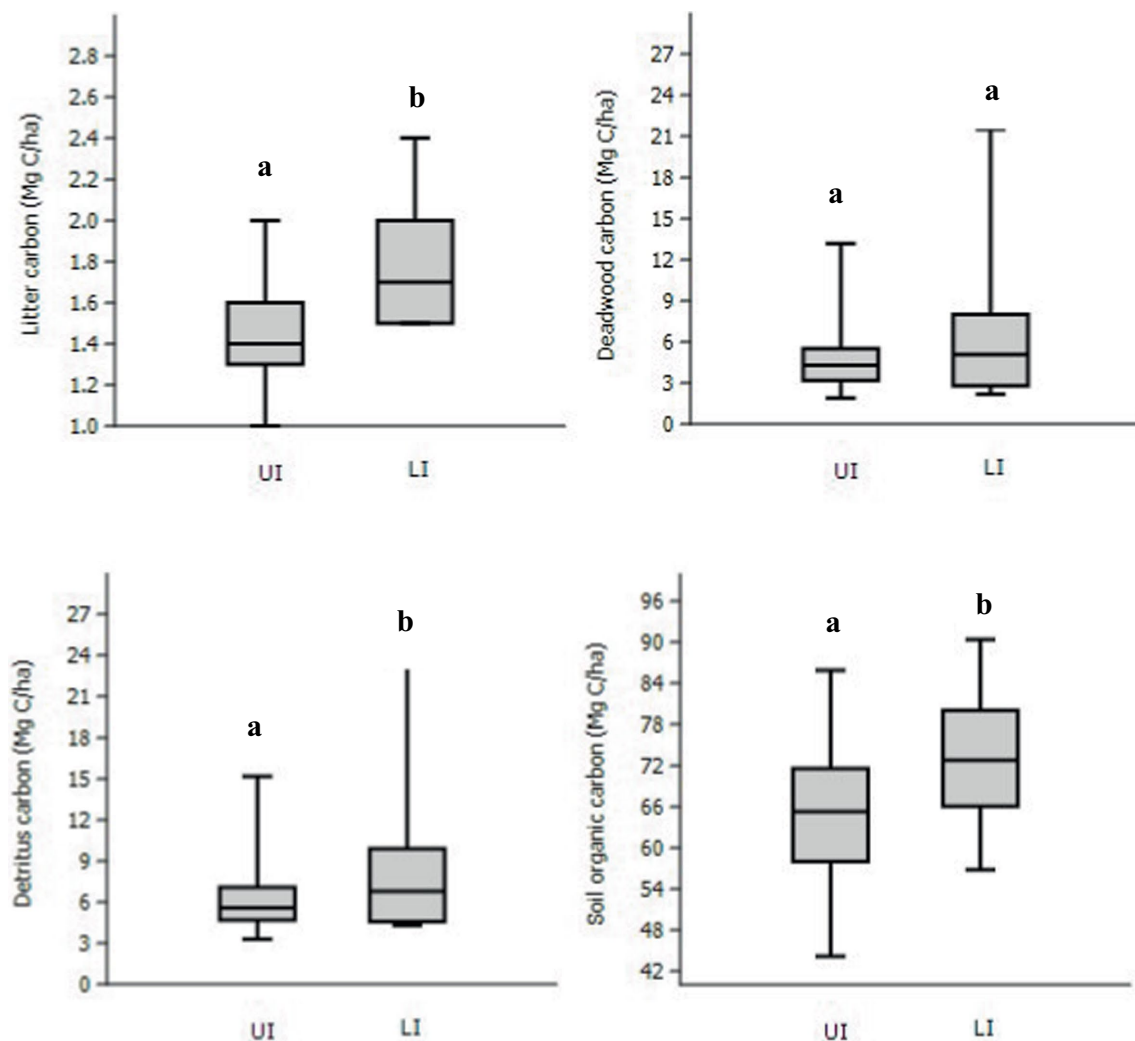 Litter carbon (Mg C/ha)
2.8
2.6
2.4
2.2
2.0
1.8
1.6
1.4
1.2
1.0
a
b
UI
LI
Deadwood carbon (Mg C/ha)
27
24
21
18
15
12
9
6
3
0
a
a
UI
LI
Detritus carbon (Mg C/ha)
27
24
21
18
15
12
9
6
3
0
a
b
UI
LI
Soil organic carbon (Mg C/ha)
96
90
84
78
72
66
60
54
48
42
a
b
UI
LI